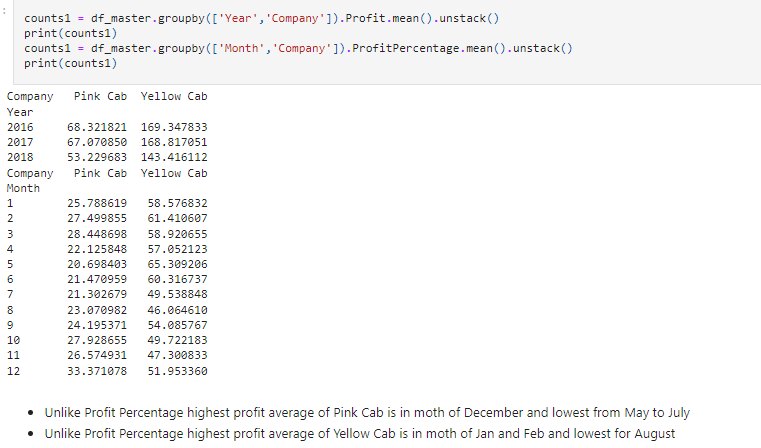 counts1 = df_master.groupby(['Year','Company']).Profit.mean().unstack()
print(counts1)
counts1 = df_master.groupby(['Month','Company']).ProfitPercentage.mean().unstack()
print(counts1)
Company Pink Cab Yellow Cab
Year
2016 68.321821 169.347833
2017 67.070850 168.817051
2018 53.229683 143.416112
Company Pink Cab Yellow Cab
Month
1 25.788619 58.576832
2 27.499855 61.410607
3 28.448698 58.920655
4 22.125848 57.052123
5 20.698403 65.309206
6 21.470959 60.316737
7 21.302679 49.538848
8 23.070982 46.064610
9 24.195371 54.085767
10 27.928655 49.722183
11 26.574931 47.300833
12 33.371078 51.953360
• Unlike Profit Percentage highest profit average of Pink Cab is in moth of December and lowest from May to July
• Unlike Profit Percentage highest profit average of Yellow Cab is in moth of Jan and Feb and lowest for August